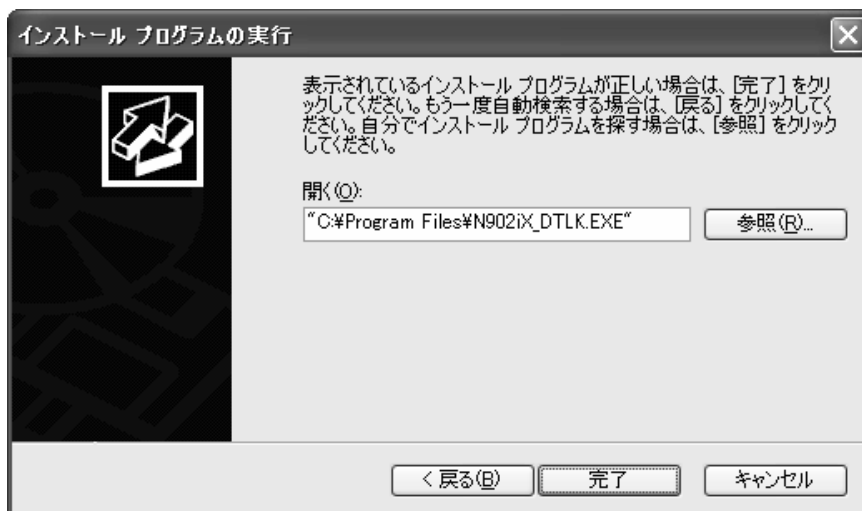 インストール プログラムの実行
表示されているインストール プログラムが正しい場合は、[完了] をクリ
ックしてください。もう一度自動検索する場合は、[戻る] をクリックしてく
ださい。自分でインストール プログラムを探す場合は、[参照] をクリック
してください。
開く(O):
"C:¥Program Files¥N902iX_DTLK.EXE"
参照(R)...
< 戻る(B)
完了
キャンセル